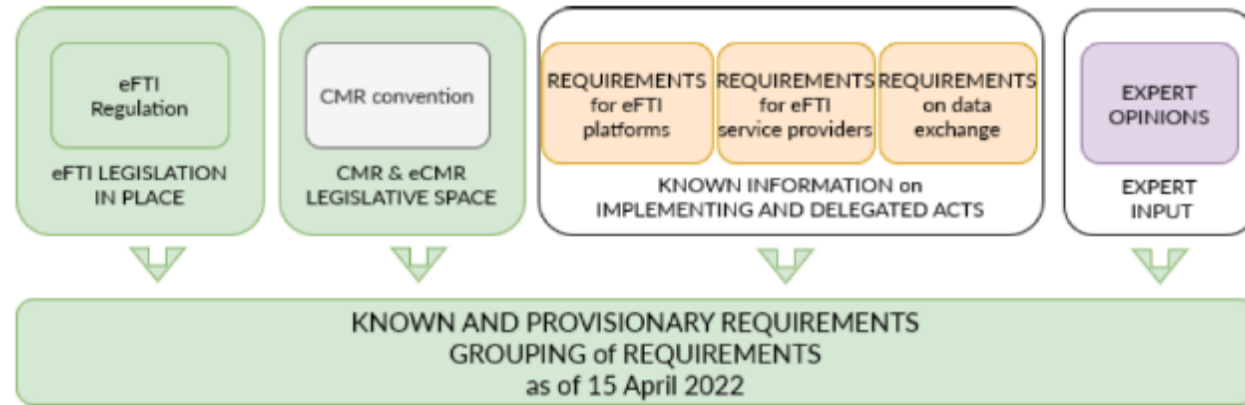 eFTI
Regulation
eFTI LEGISLATION
IN PLACE
CMR convention
CMR & eCMR
LEGISLATIVE SPACE
REQUIREMENTS
for eFTI
platforms
REQUIREMENTS
for eFTI
service providers
REQUIREMENTS
on data
exchange
KNOWN INFORMATION on
IMPLEMENTING AND DELEGATED ACTS
EXPERT
OPINIONS
EXPERT
INPUT
KNOWN AND PROVISIONARY REQUIREMENTS
GROUPING of REQUIREMENTS
as of 15 April 2022